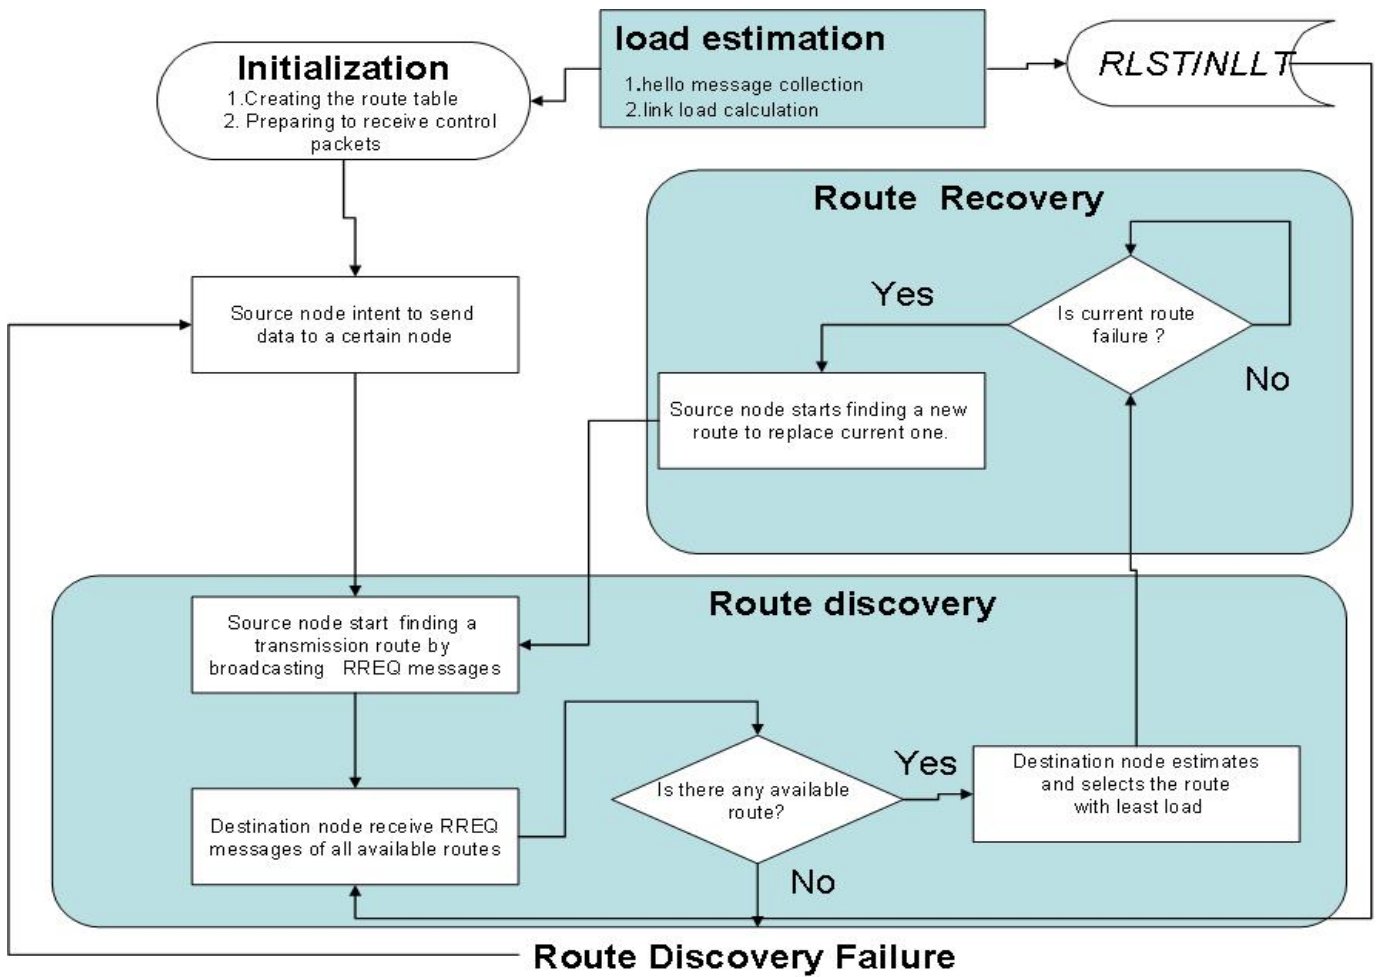 load estimation
1.hello message collection
2.link load calculation
RLST/NLLT
Initialization
1.Creating the route table
2. Preparing to receive control
packets
Route Recovery
Is current route
failure ?
Yes
No
Source node intent to send
data to a certain node
Source node starts finding a new
route to replace current one.
Route discovery
Source node start finding a
transmission route by
broadcasting RREQ messages
Is there any available
route?
Yes
Destination node estimates
and selects the route
with least load
Destination node receive RREQ
messages of all available routes
No
Route Discovery Failure